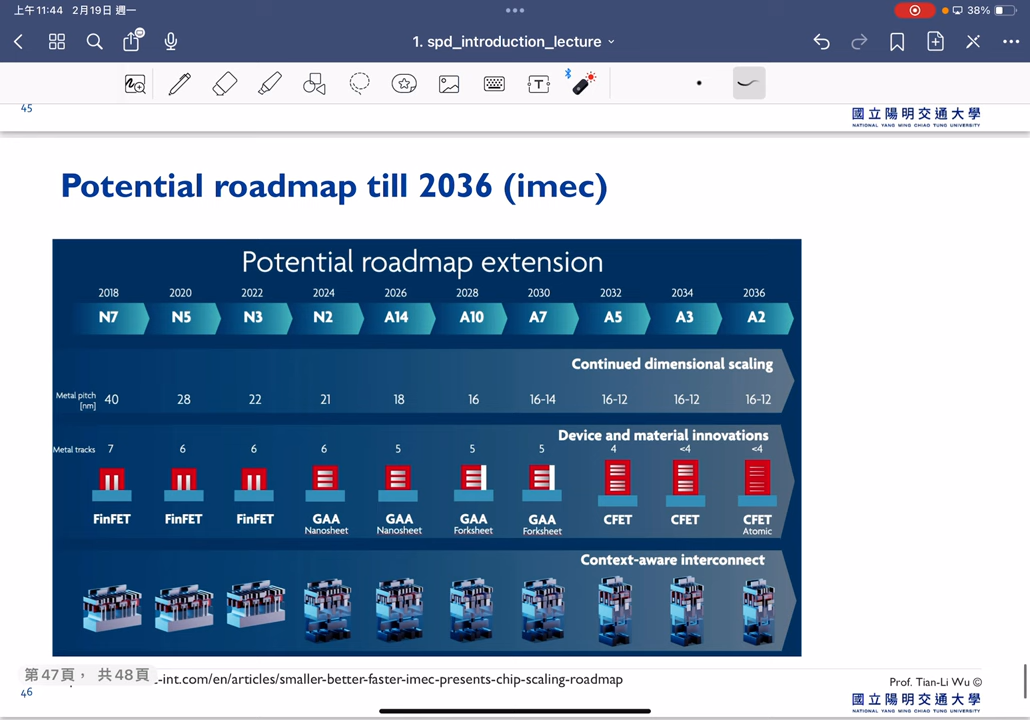 上午11:44 2月19日 週一
38%
1. spd_introduction_lecture
T
45
國立陽明交通大學
NATIONAL YANG MING CHIAO TUNG UNIVERSITY
Potential roadmap till 2036 (imec)
Potential roadmap extension
2018 2020 2022 2024 2026 2028 2030 2032 2034 2036
N7 N5 N3 N2 A14 A10 A7 A5 A3 A2
Continued dimensional scaling
Metal pitch
[nm] 40 28 22 21 18 16 16-14 16-12 16-12 16-12
Device and material innovations
Metal tracks 7 6 6 6 5 5 5 4 <4 <4
FinFET FinFET FinFET GAA GAA GAA GAA CFET CFET CFET
Nanosheet Nanosheet Forksheet Forksheet Atomic
Context-aware interconnect
第47頁， 共48頁
-int.com/en/articles/smaller-better-faster-imec-presents-chip-scaling-roadmap
Prof. Tian-Li Wu ©
46
國立陽明交通大學
NATIONAL YANG MING CHIAO TUNG UNIVERSITY